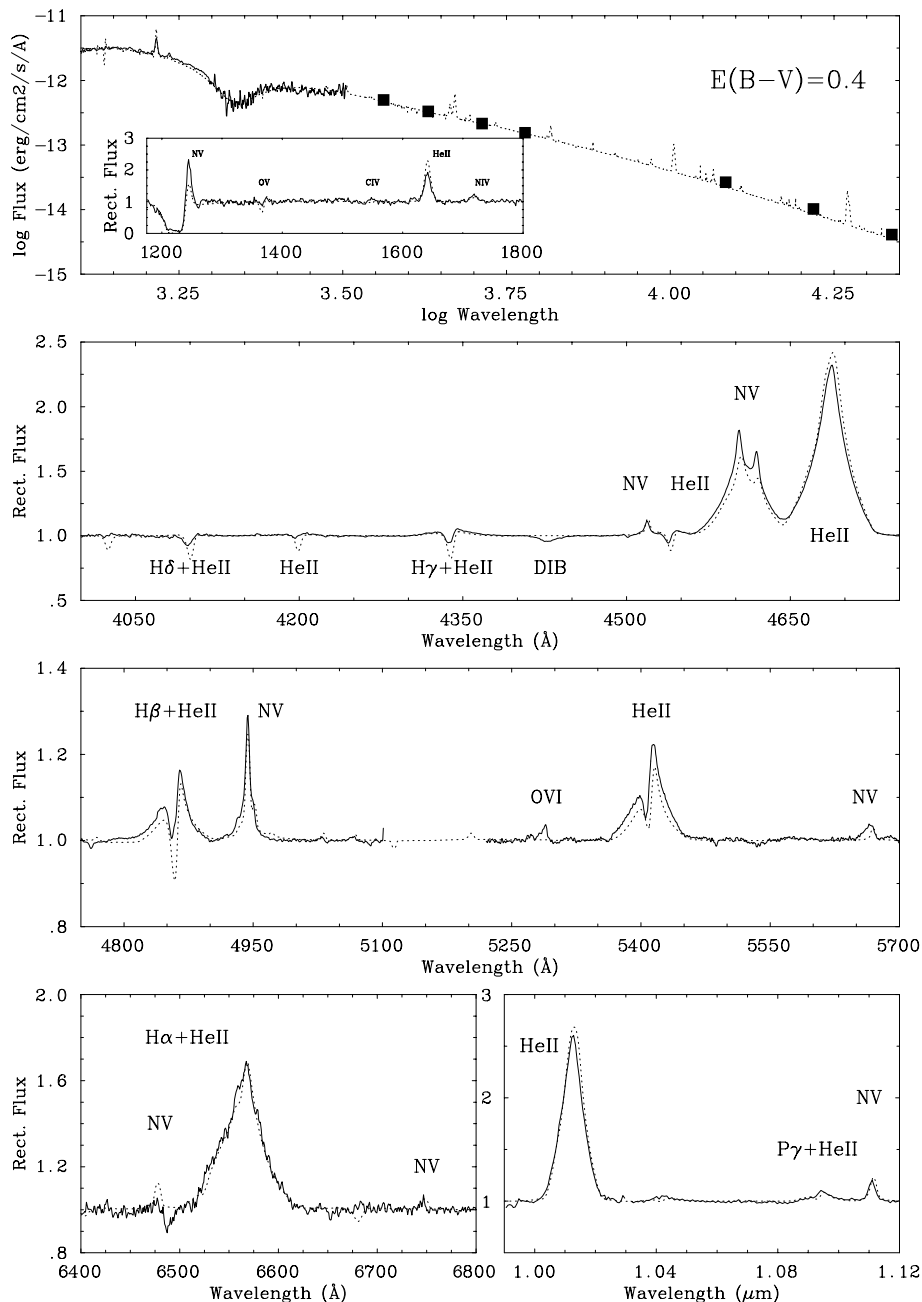 log Flux (erg/cm2/s/A)
−11
−12
−13
−14
−15
E(B−V)=0.4
Rect. Flux
3
2
1
0
NV
OV
CIV
HeII
NIV
1200
1400
1600
1800
3.25
3.50
3.75
4.00
4.25
log Wavelength
Rect. Flux
2.5
2.0
1.5
1.0
.5
NV
NV
HeII
HeII
Hδ+HeII
HeII
Hγ+HeII
DIB
4050
4200
4350
4500
4650
Wavelength (Å)
Rect. Flux
1.4
1.2
1.0
.8
Hβ+HeII
NV
HeII
OVI
NV
4800
4950
5100
5250
5400
5550
5700
Wavelength (Å)
Rect. Flux
2.0
1.6
1.2
.8
Hα+HeII
NV
NV
6400
6500
6600
6700
6800
Wavelength (Å)
3
2
1
HeII
NV
Pγ+HeII
1.00
1.04
1.08
1.12
Wavelength (μm)